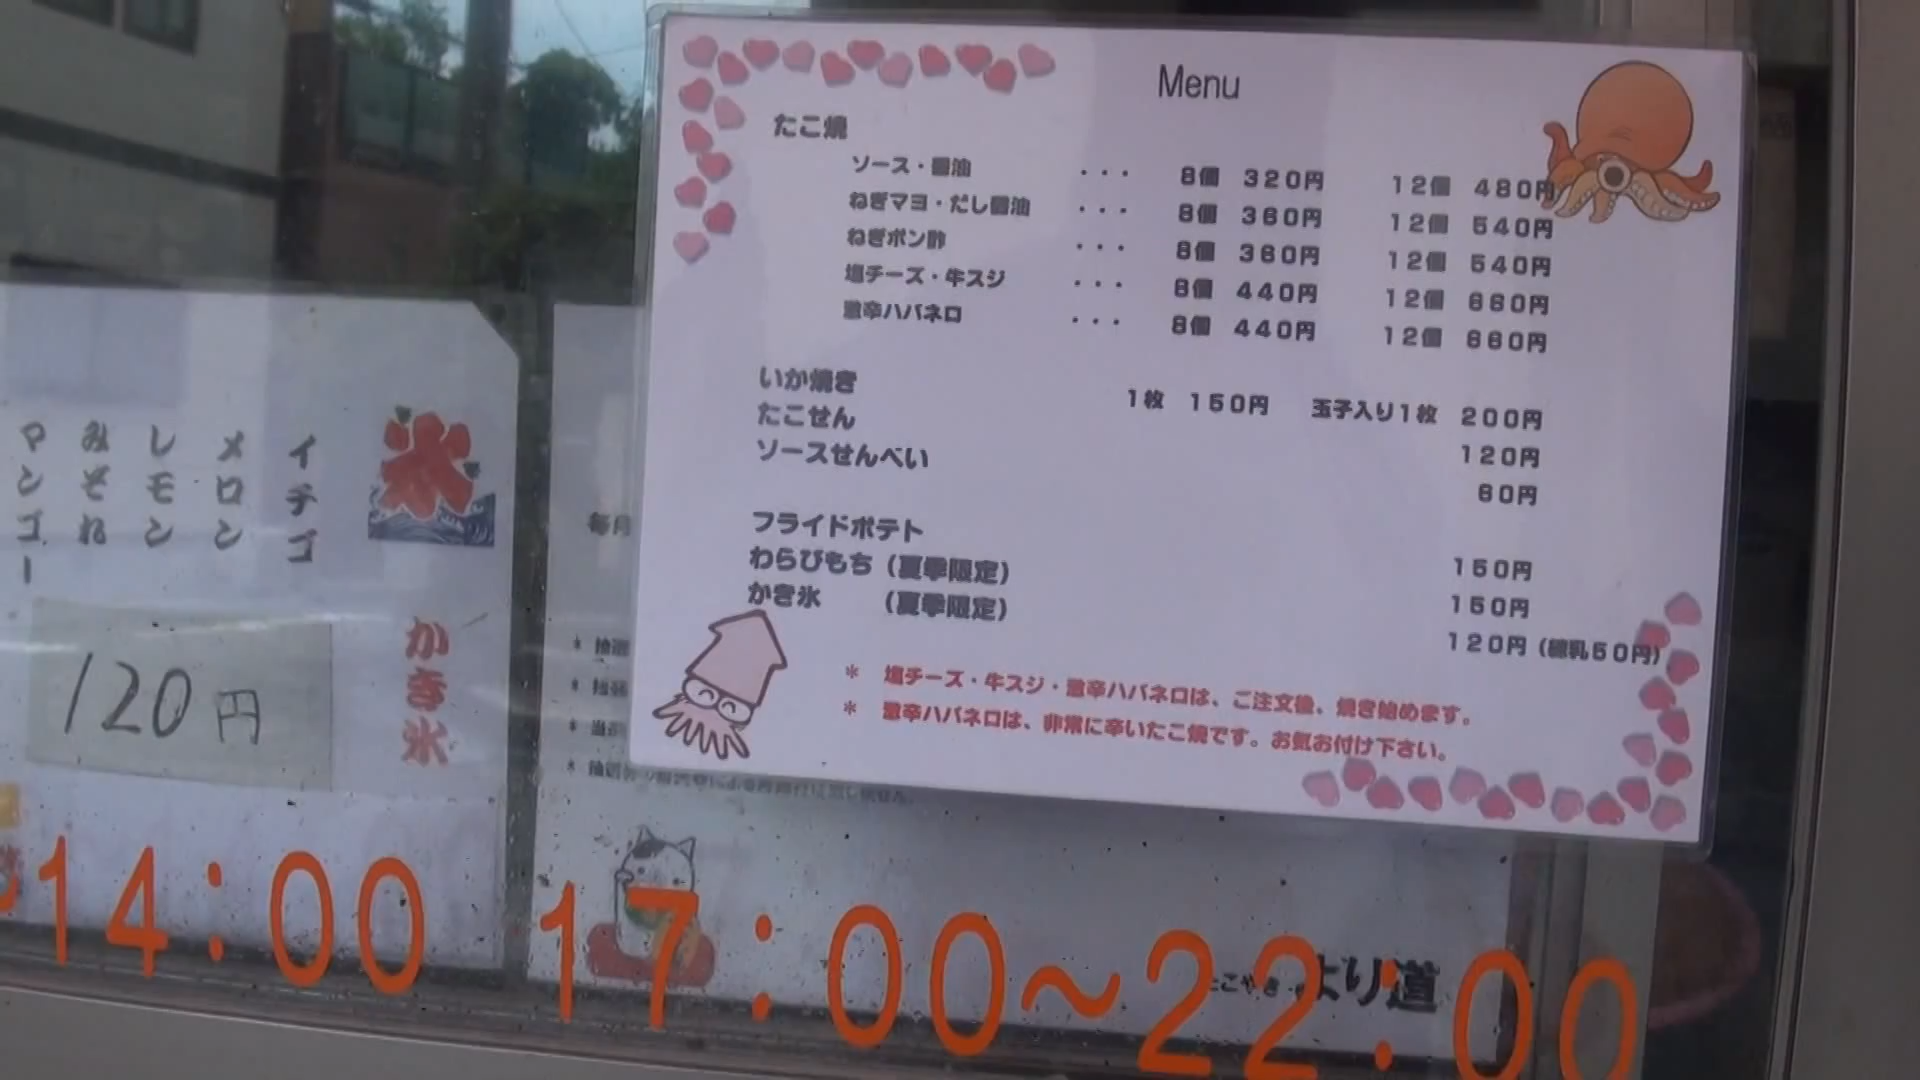 Menu
たこ焼
ソース・醤油 ・・・ 8個 320円 12個 480円
ねぎマヨ・だし醤油 ・・・ 8個 360円 12個 540円
ねぎポン酢 ・・・ 8個 360円 12個 540円
塩チーズ・牛スジ ・・・ 8個 440円 12個 660円
激辛ハバネロ ・・・ 8個 440円 12個 660円
いか焼き 1枚 150円 玉子入り1枚 200円
たこせん 120円
ソースせんべい 60円
フライドポテト 150円
わらびもち（夏季限定） 150円
かき氷 （夏季限定） 120円（練乳50円）
＊ 塩チーズ・牛スジ・激辛ハバネロは、ご注文後、焼き始めます。
＊ 激辛ハバネロは、非常に辛いたこ焼です。お気お付け下さい。
氷
かき氷
イチゴ
メロン
レモン
みぞれ
マンゴー
120円
毎月
＊ 抽選
たこやき より道
14:00 17:00～22:00